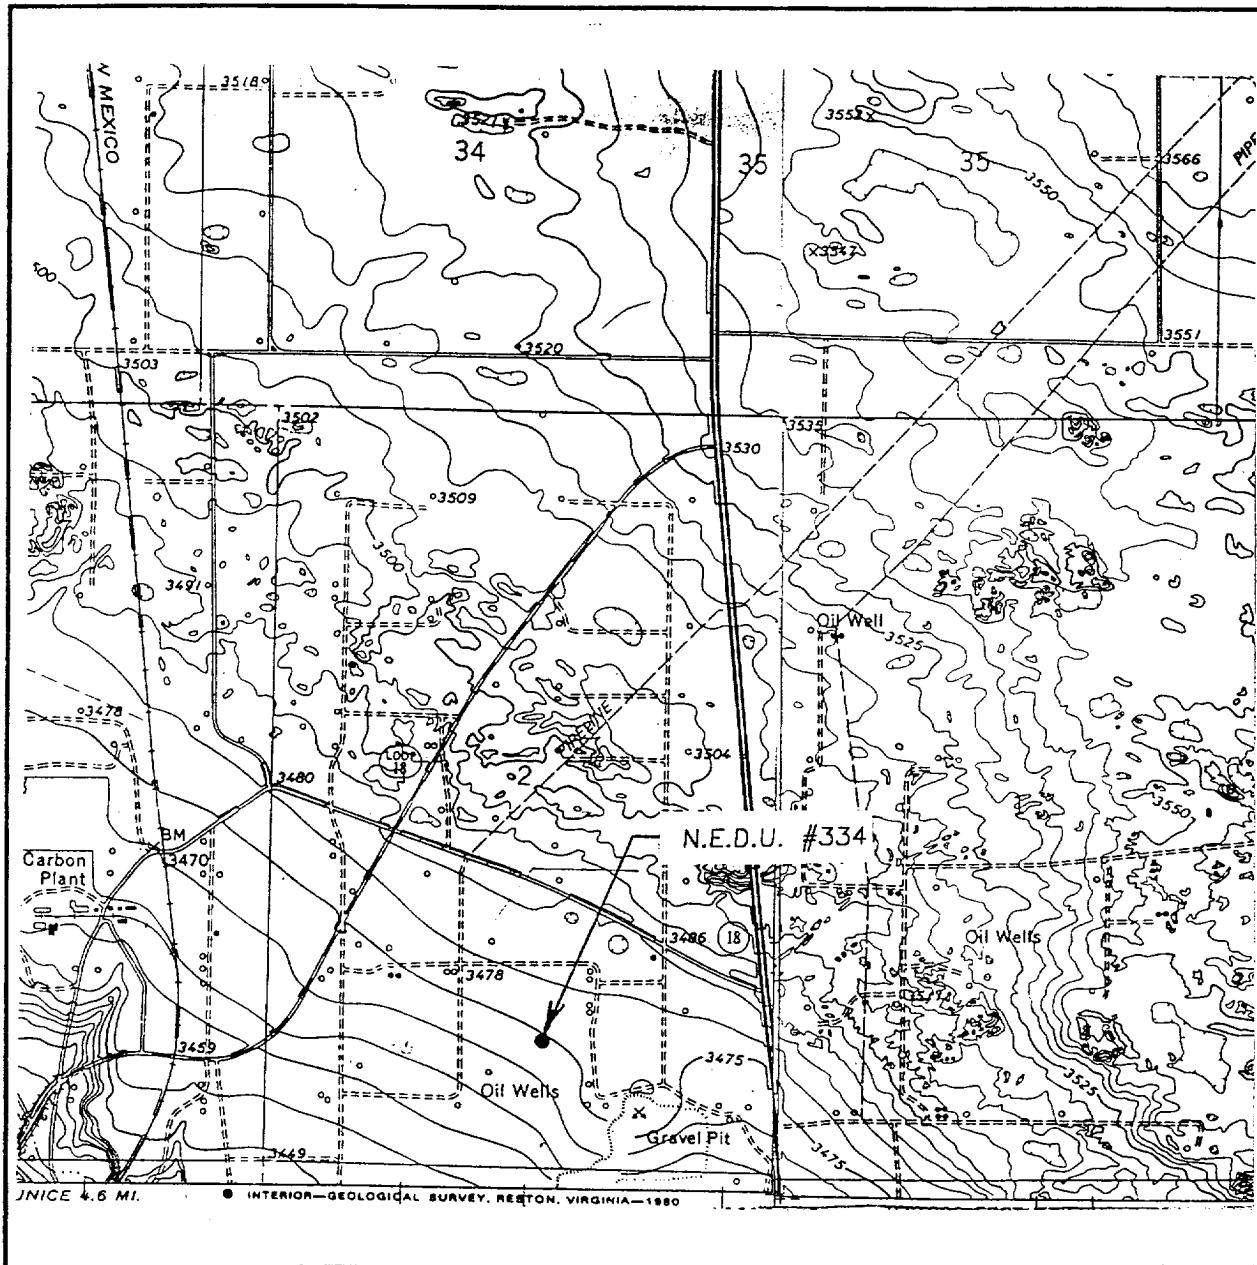 N MEXICO
3518
3521
34
35
3552
35
3566
3550
3547
3551
3520
3503
3502
3535
3530
3509
3500
3491
Oil Well
3525
3478
PIPELINE
3504
LOOP
18
2
3480
3550
N.E.D.U. #334
BM
3470
Carbon
Plant
3486
18
Oil Wells
3478
3459
3475
3525
Oil Wells
Gravel Pit
3449
3475
UNICE 4.6 MI.
INTERIOR—GEOLOGICAL SURVEY, RESTON, VIRGINIA—1980